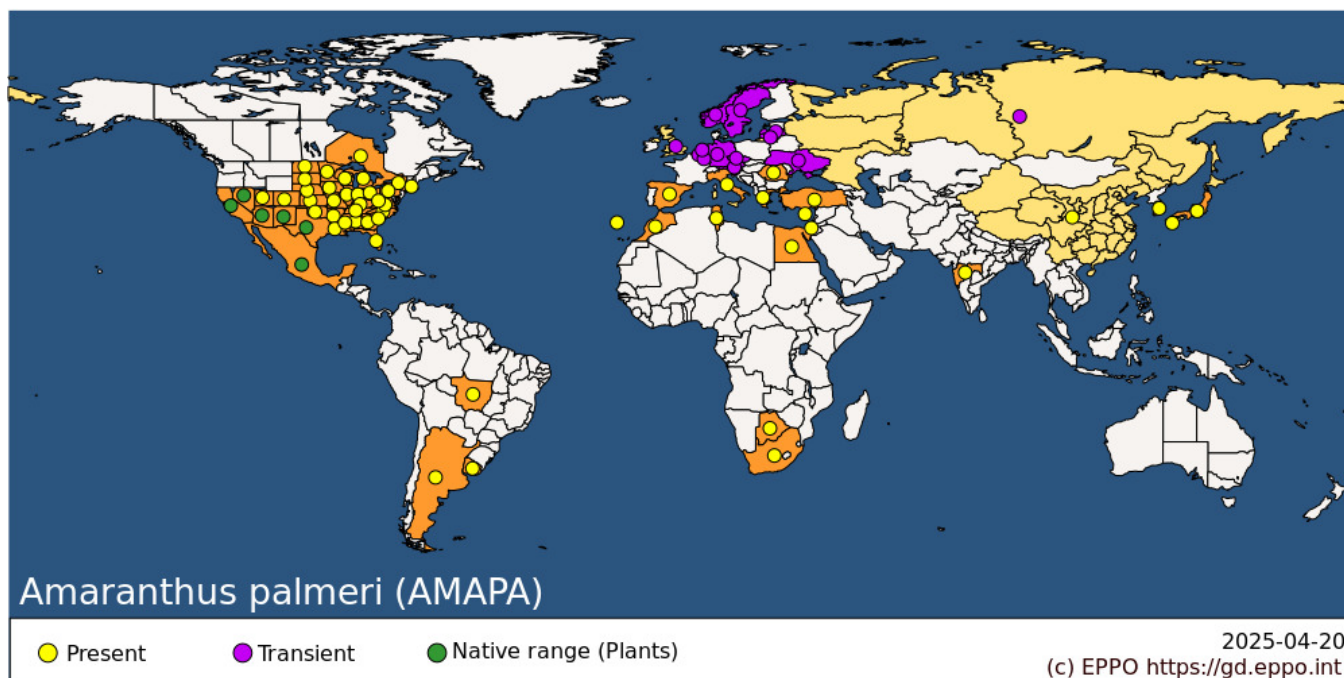 Amaranthus palmeri (AMAPA)
Present
Transient
Native range (Plants)
2025-04-20
(c) EPPO https://gd.eppo.int